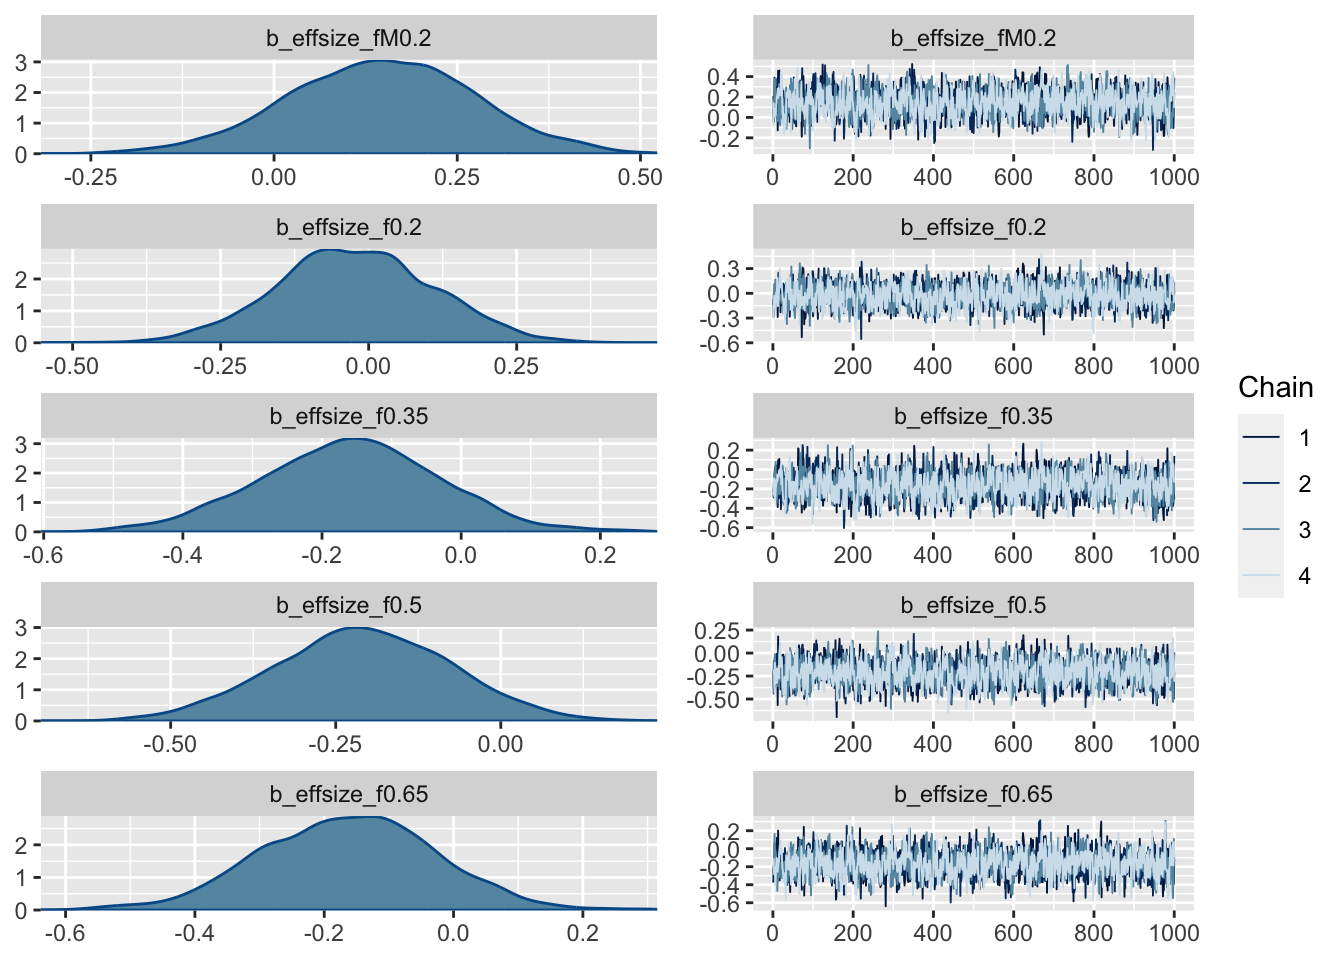 b_effsize_fM0.2
3
2
1
0
-0.25 0.00 0.25 0.50
b_effsize_fM0.2
0.4
0.2
0.0
-0.2
0 200 400 600 800 1000
b_effsize_f0.2
2
1
0
-0.50 -0.25 0.00 0.25
b_effsize_f0.2
0.3
0.0
-0.3
-0.6
0 200 400 600 800 1000
b_effsize_f0.35
3
2
1
0
-0.6 -0.4 -0.2 0.0 0.2
b_effsize_f0.35
0.2
0.0
-0.2
-0.4
-0.6
0 200 400 600 800 1000
b_effsize_f0.5
3
2
1
0
-0.50 -0.25 0.00
b_effsize_f0.5
0.25
0.00
-0.25
-0.50
0 200 400 600 800 1000
b_effsize_f0.65
2
1
0
-0.6 -0.4 -0.2 0.0 0.2
b_effsize_f0.65
0.2
0.0
-0.2
-0.4
-0.6
0 200 400 600 800 1000
Chain
1
2
3
4